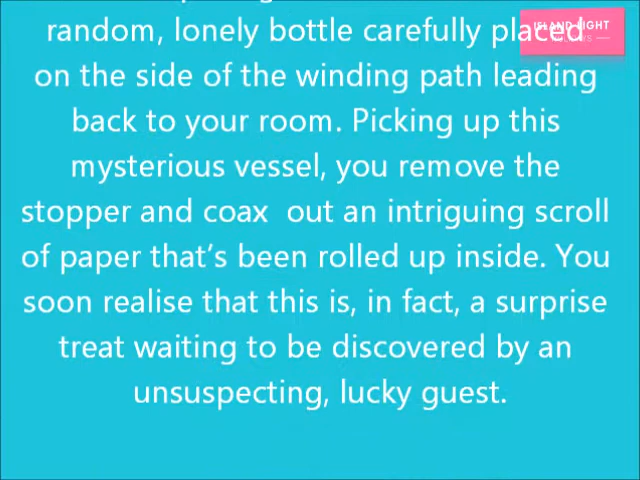 random, lonely bottle carefully placed
on the side of the winding path leading
back to your room. Picking up this
mysterious vessel, you remove the
stopper and coax  out an intriguing scroll
of paper that’s been rolled up inside. You
soon realise that this is, in fact, a surprise
treat waiting to be discovered by an
unsuspecting, lucky guest.